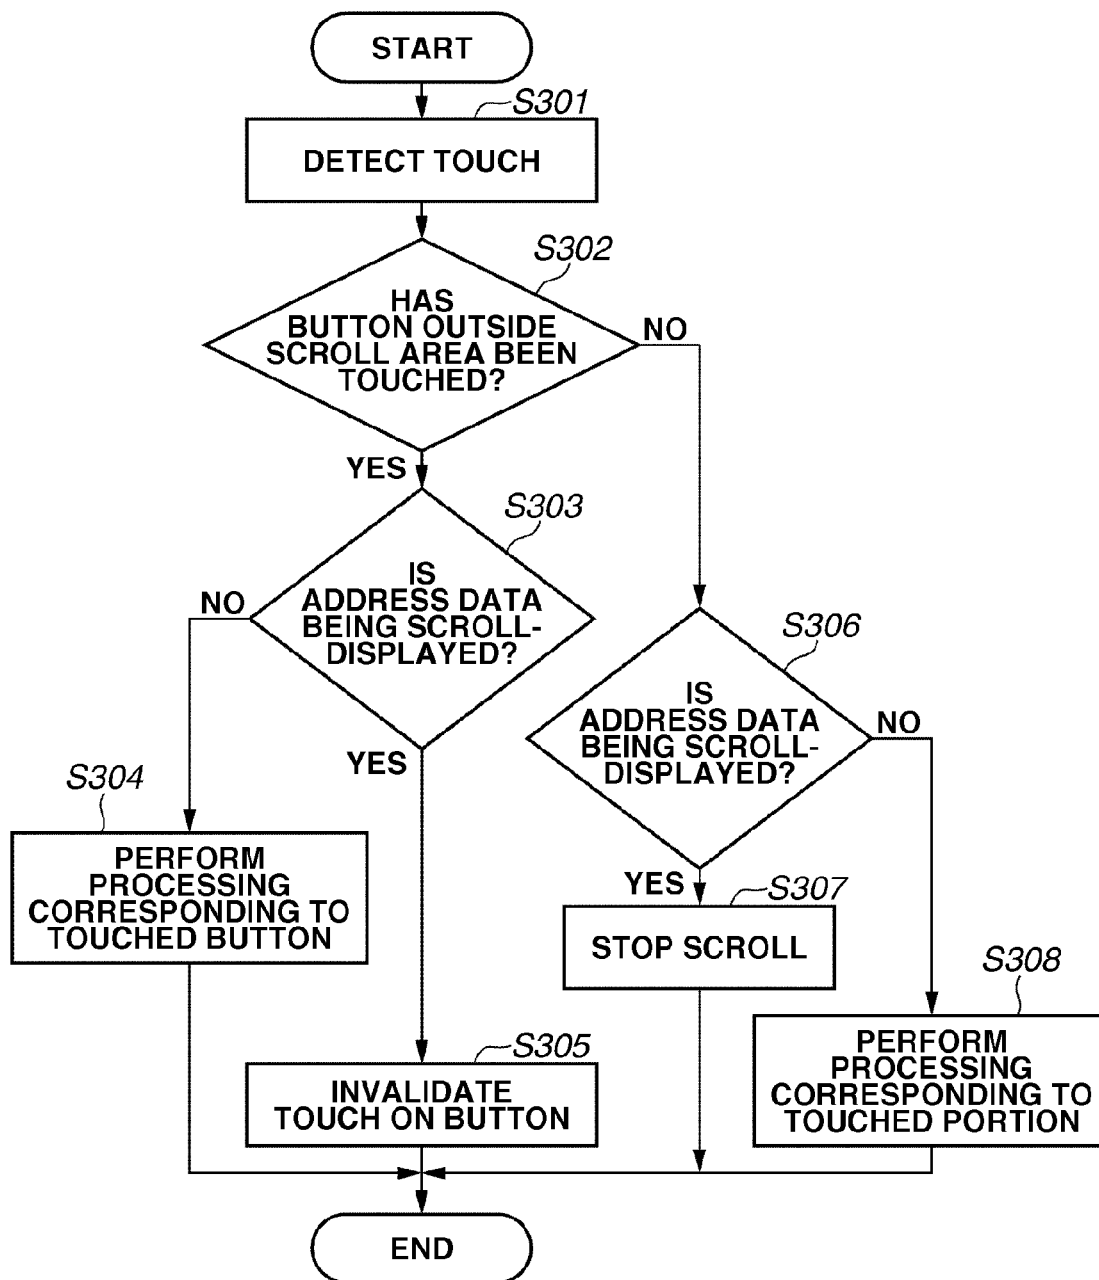 START
S301
DETECT TOUCH
S302
HAS
BUTTON OUTSIDE
SCROLL AREA BEEN
TOUCHED?
NO
YES
S303
IS
ADDRESS DATA
BEING SCROLL-
DISPLAYED?
NO
YES
S304
PERFORM
PROCESSING
CORRESPONDING TO
TOUCHED BUTTON
S305
INVALIDATE
TOUCH ON BUTTON
S306
IS
ADDRESS DATA
BEING SCROLL-
DISPLAYED?
NO
YES
S307
STOP SCROLL
S308
PERFORM
PROCESSING
CORRESPONDING TO
TOUCHED PORTION
END